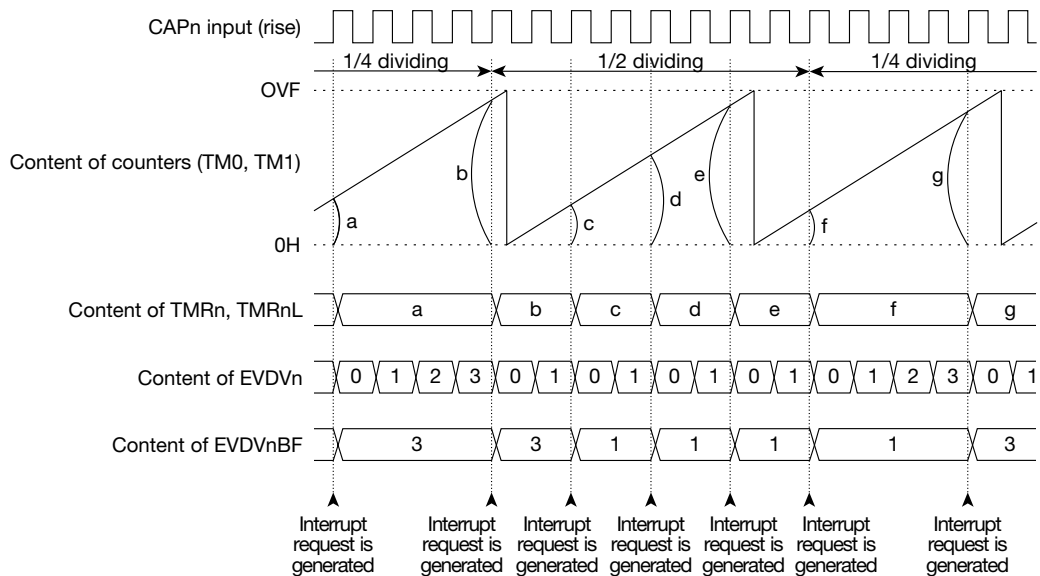 CAPn input (rise)
1/4 dividing 1/2 dividing 1/4 dividing
OVF
Content of counters (TM0, TM1)
b e g
a c d f
0H
Content of TMRn, TMRnL a b c d e f g
Content of EVDVn 0 1 2 3 0 1 0 1 0 1 0 1 0 1 2 3 0 1
Content of EVDVnBF 3 3 1 1 1 1 3
Interrupt request is generated
Interrupt request is generated
Interrupt request is generated
Interrupt request is generated
Interrupt request is generated
Interrupt request is generated
Interrupt request is generated